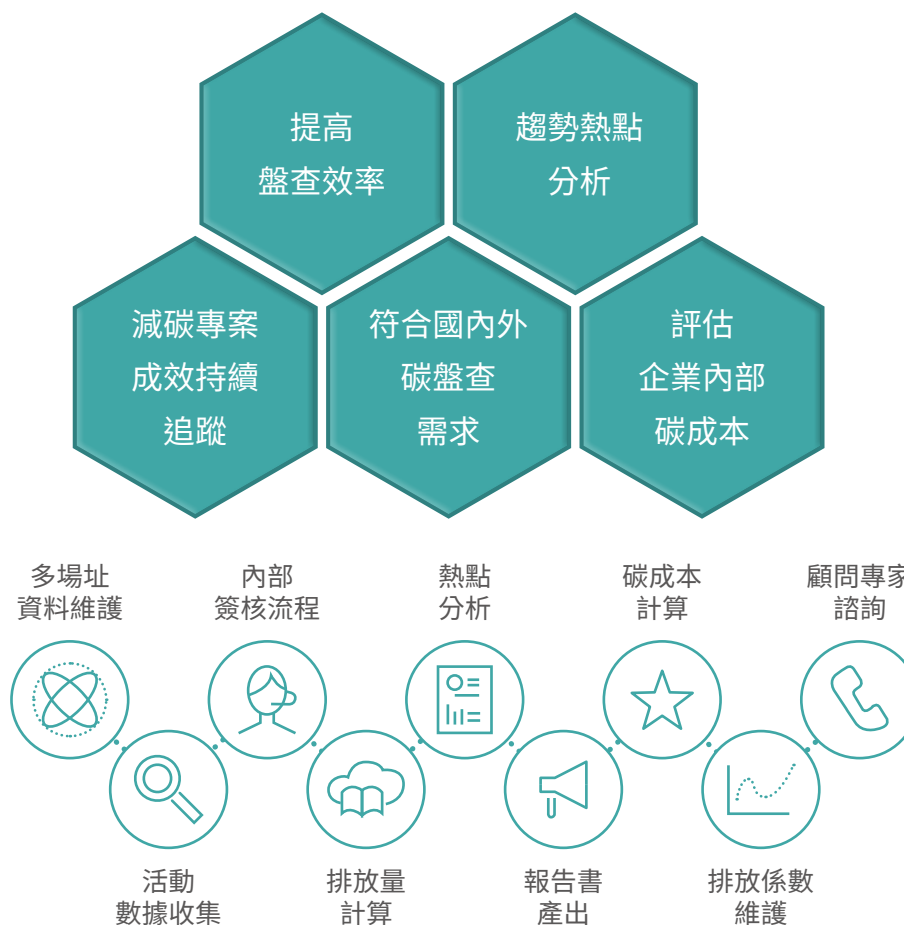 提高
盤查效率
趨勢熱點
分析
減碳專案
成效持續
追蹤
符合國內外
碳盤查
需求
評估
企業內部
碳成本
多場址
資料維護
內部
簽核流程
熱點
分析
碳成本
計算
顧問專家
諮詢
活動
數據收集
排放量
計算
報告書
產出
排放係數
維護